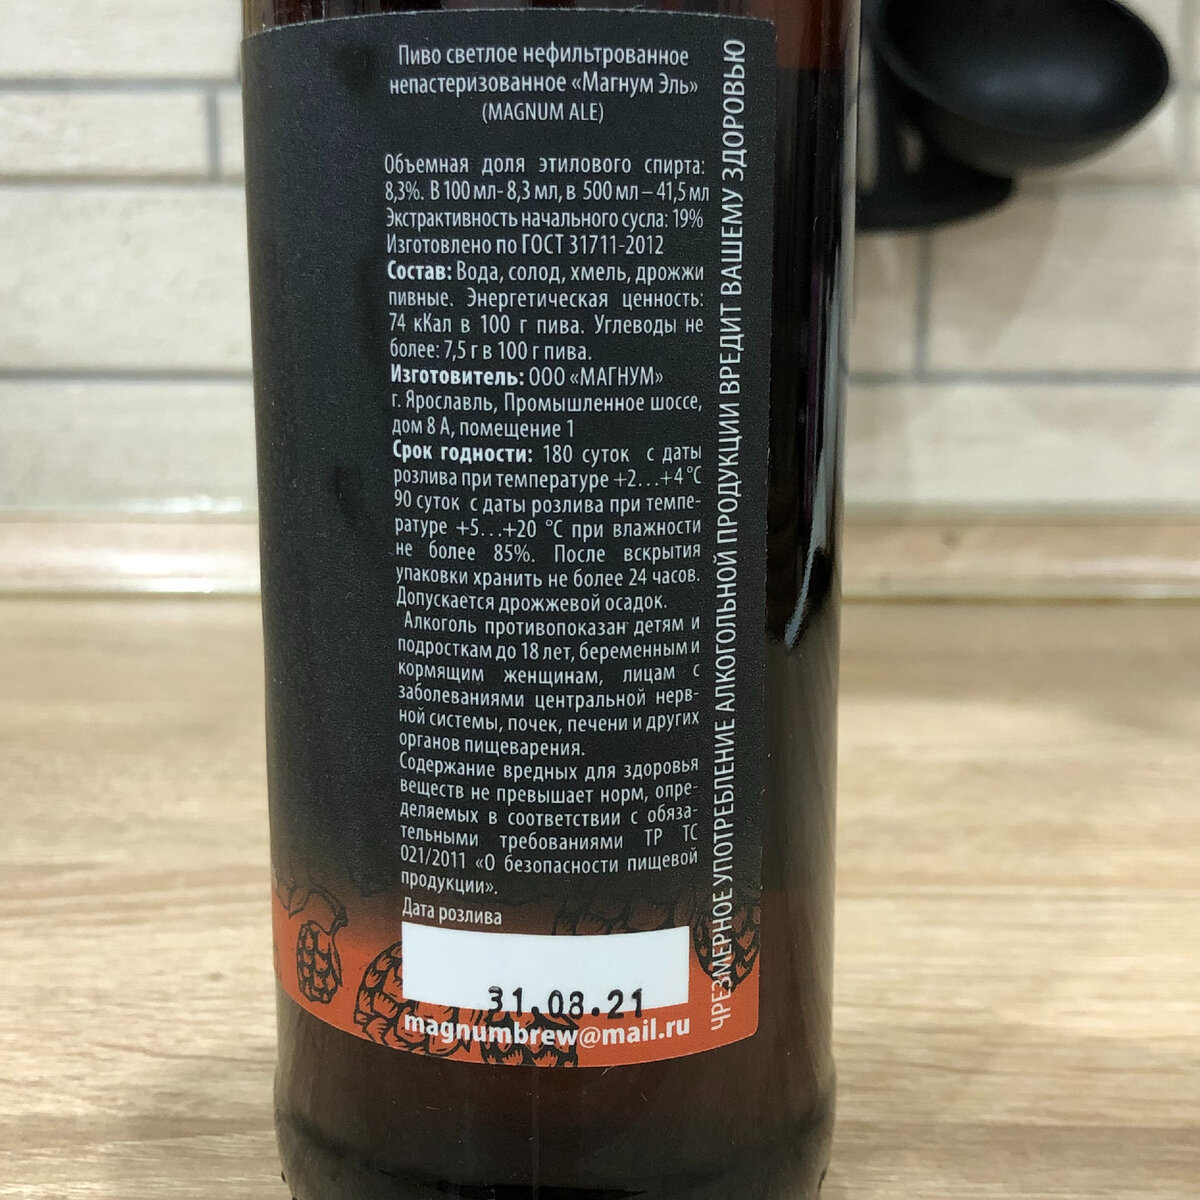 Пиво светлое нефильтрованное
непастеризованное «Магнум Эль»
(MAGNUM ALE)
Объемная доля этилового спирта:
8,3%. В 100 мл- 8,3 мл, в 500 мл – 41,5 мл
Экстрактивность начального сусла: 19%
Изготовлено по ГОСТ 31711-2012
Состав: Вода, солод, хмель, дрожжи
пивные. Энергетическая ценность:
74 кКал в 100 г пива. Углеводы не
более: 7,5 г в 100 г пива.
Изготовитель: ООО «МАГНУМ»
г. Ярославль, Промышленное шоссе,
дом 8 А, помещение 1
Срок годности: 180 суток с даты
розлива при температуре +2…+4 °C
90 суток с даты розлива при темпе-
ратуре +5…+20 °C при влажности
не более 85%. После вскрытия
упаковки хранить не более 24 часов.
Допускается дрожжевой осадок.
Алкоголь противопоказан детям и
подросткам до 18 лет, беременным и
кормящим женщинам, лицам с
заболеваниями центральной нерв-
ной системы, почек, печени и других
органов пищеварения.
Содержание вредных для здоровья
веществ не превышает норм, опре-
деляемых в соответствии с обяза-
тельными требованиями ТР ТС
021/2011 «О безопасности пищевой
продукции».
Дата розлива
31.08.21
magnumbrew@mail.ru
ЧРЕЗМЕРНОЕ УПОТРЕБЛЕНИЕ АЛКОГОЛЬНОЙ ПРОДУКЦИИ ВРЕДИТ ВАШЕМУ ЗДОРОВЬЮ